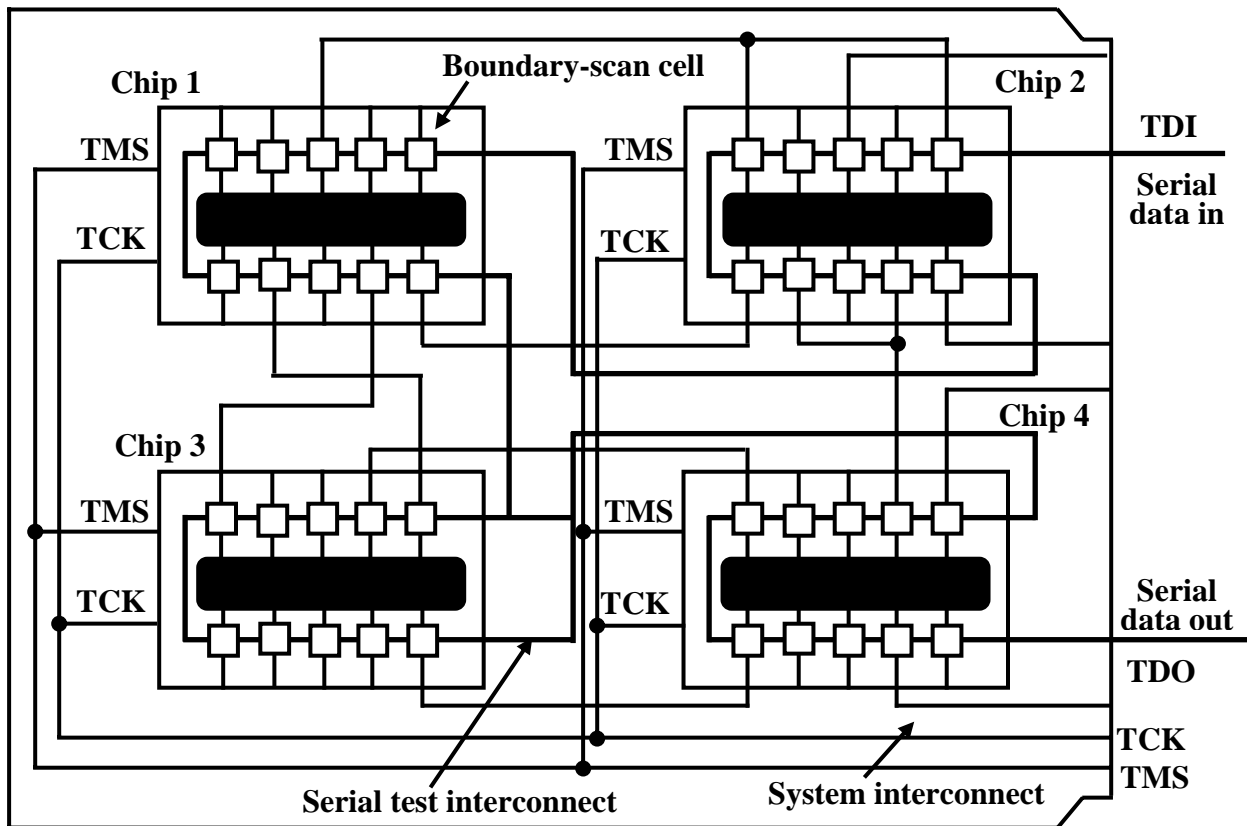 Boundary-scan cell
Chip 1
Chip 2
TDI
TMS
TMS
Serial
data in
TCK
TCK
Chip 3
Chip 4
TMS
TMS
TCK
TCK
Serial
data out
TDO
TCK
TMS
Serial test interconnect
System interconnect